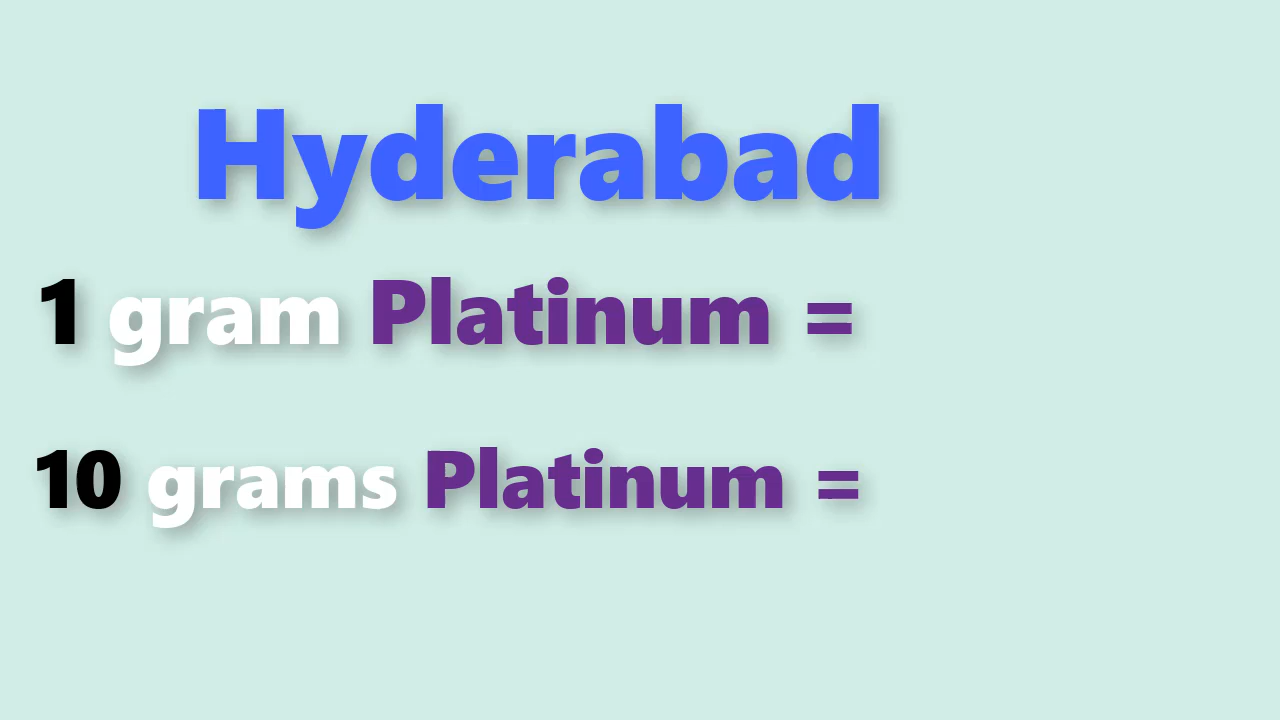 Hyderabad
1 gram Platinum =
10 grams Platinum =